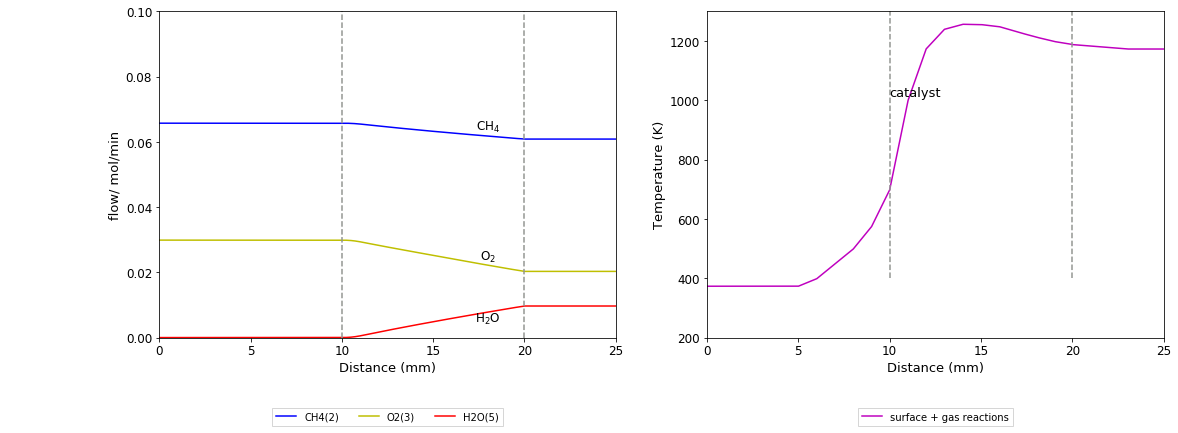 0.10
0.08
0.06
0.04
0.02
0.00
flow/ mol/min
CH4
O2
H2O
0 5 10 15 20 25
Distance (mm)
CH4(2) O2(3) H2O(5)
1200
1000
800
600
400
200
Temperature (K)
catalyst
0 5 10 15 20 25
Distance (mm)
surface + gas reactions